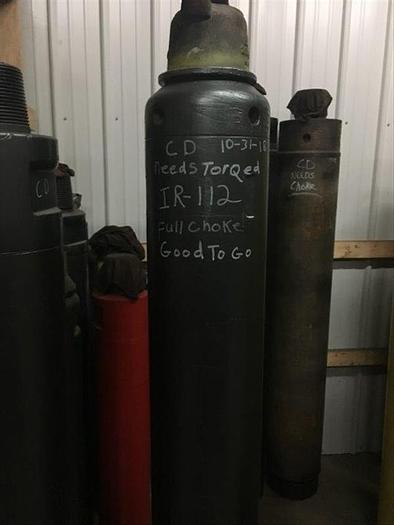 CD 10-31-18
Needs Torqed
IR-112
Full Choke
Good To Go
CD
NEEDS
Choke
CD